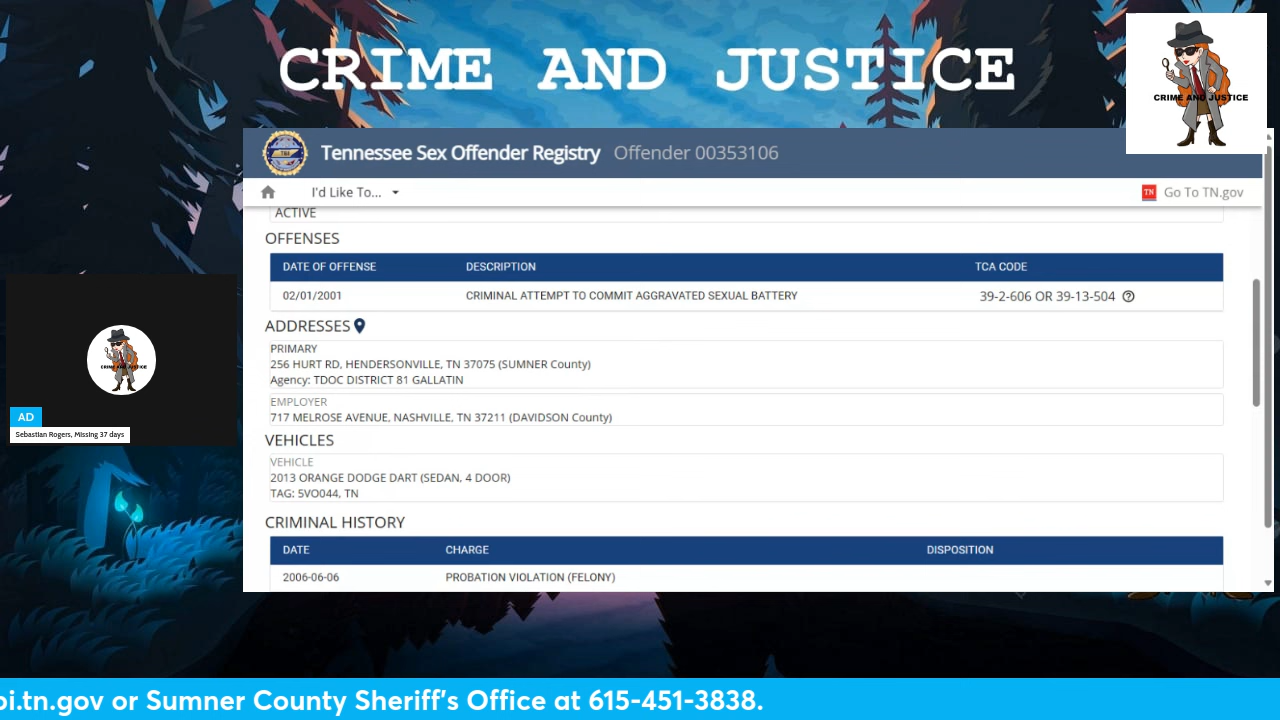 CRIME AND JUSTICE
CRIME AND JUSTICE
Tennessee Sex Offender Registry Offender 00353106
I'd Like To...
TN Go To TN.gov
ACTIVE
OFFENSES
DATE OF OFFENSE DESCRIPTION TCA CODE
02/01/2001 CRIMINAL ATTEMPT TO COMMIT AGGRAVATED SEXUAL BATTERY 39-2-606 OR 39-13-504
ADDRESSES
PRIMARY
256 HURT RD, HENDERSONVILLE, TN 37075 (SUMNER County)
Agency: TDOC DISTRICT 81 GALLATIN
EMPLOYER
717 MELROSE AVENUE, NASHVILLE, TN 37211 (DAVIDSON County)
VEHICLES
VEHICLE
2013 ORANGE DODGE DART (SEDAN, 4 DOOR)
TAG: 5VO044, TN
CRIMINAL HISTORY
DATE CHARGE DISPOSITION
2006-06-06 PROBATION VIOLATION (FELONY)
CRIME AND JUSTICE
AD
Sebastian Rogers, Missing 37 days
bi.tn.gov or Sumner County Sheriff's Office at 615-451-3838.